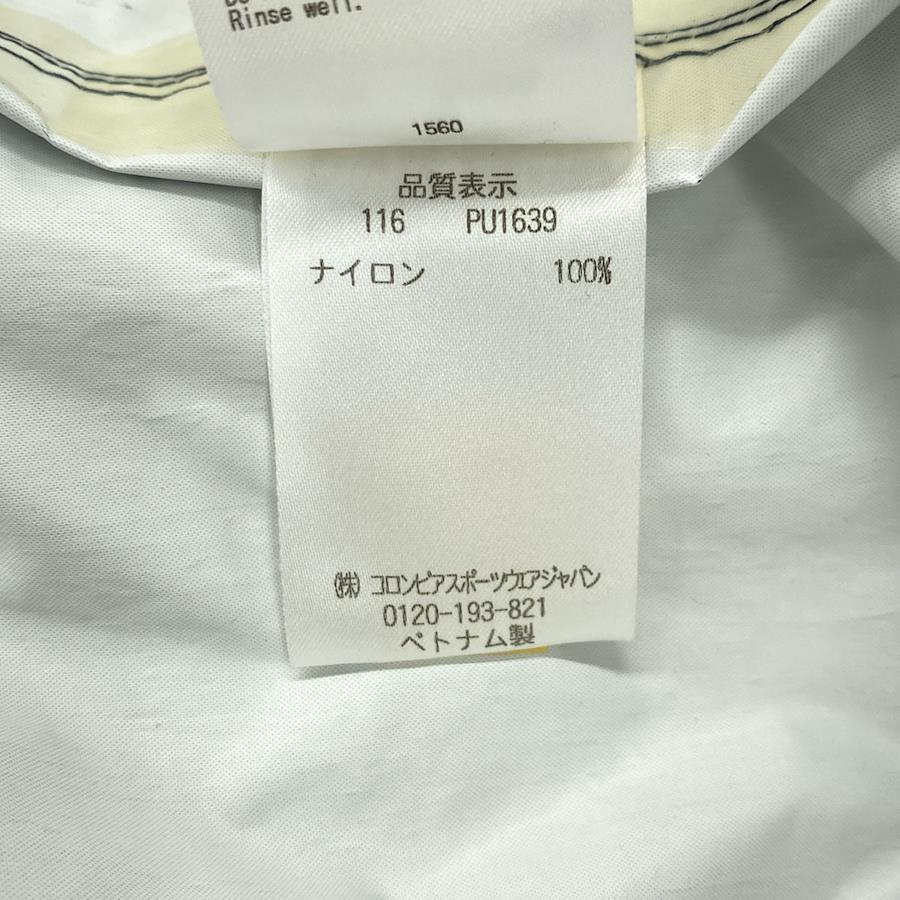 Rinse well.
1560
品質表示
116 PU1639
ナイロン 100%
(株) コロンビアスポーツウエアジャパン
0120-193-821
ベトナム製